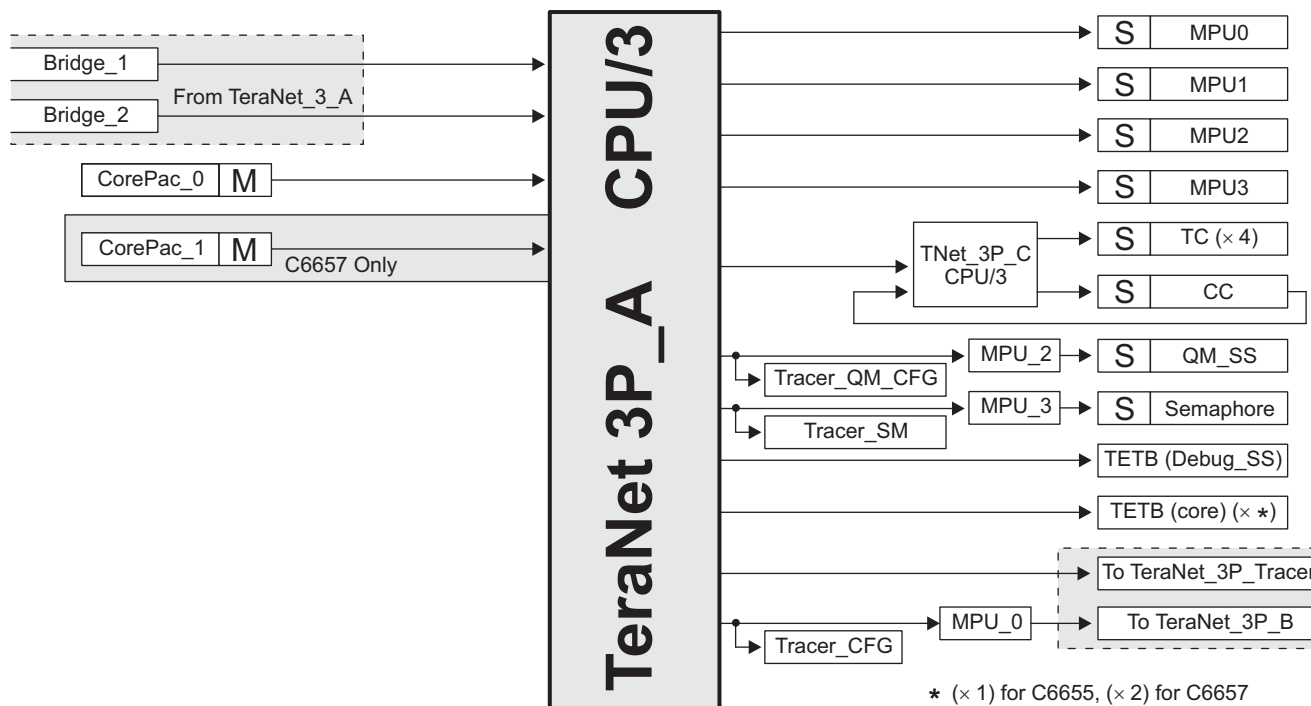 Bridge_1
From TeraNet_3_A
Bridge_2
CorePac_0 M
CorePac_1 M
C6657 Only
TeraNet 3P_A CPU/3
S MPU0
S MPU1
S MPU2
S MPU3
TNet_3P_C
CPU/3
S TC (× 4)
S CC
MPU_2
S QM_SS
Tracer_QM_CFG
MPU_3
S Semaphore
Tracer_SM
TETB (Debug_SS)
TETB (core) (× *)
To TeraNet_3P_Tracer
MPU_0
To TeraNet_3P_B
Tracer_CFG
* (× 1) for C6655, (× 2) for C6657